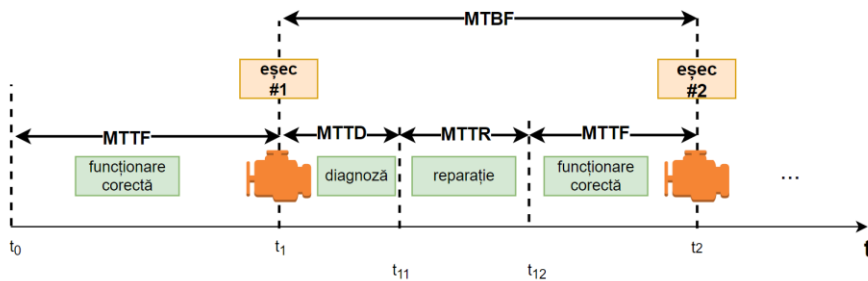 MTBF
eșec
#1
eșec
#2
MTTF
MTTD
MTTR
MTTF
funcționare
corectă
diagnoză
reparație
funcționare
corectă
...
t0
t1
t11
t12
t2
t